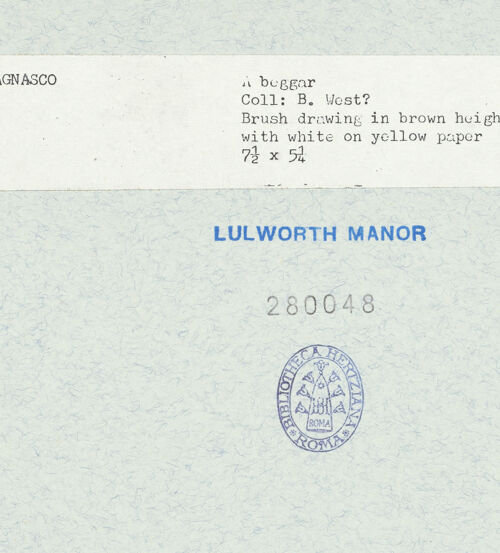 AGNASCO
A beggar
Coll: B. West?
Brush drawing in brown heigh
with white on yellow paper
7½ x 5¼
LULWORTH MANOR
280048
BIBLIOTHECA HERTZIANA
ROMA
* ROMA *